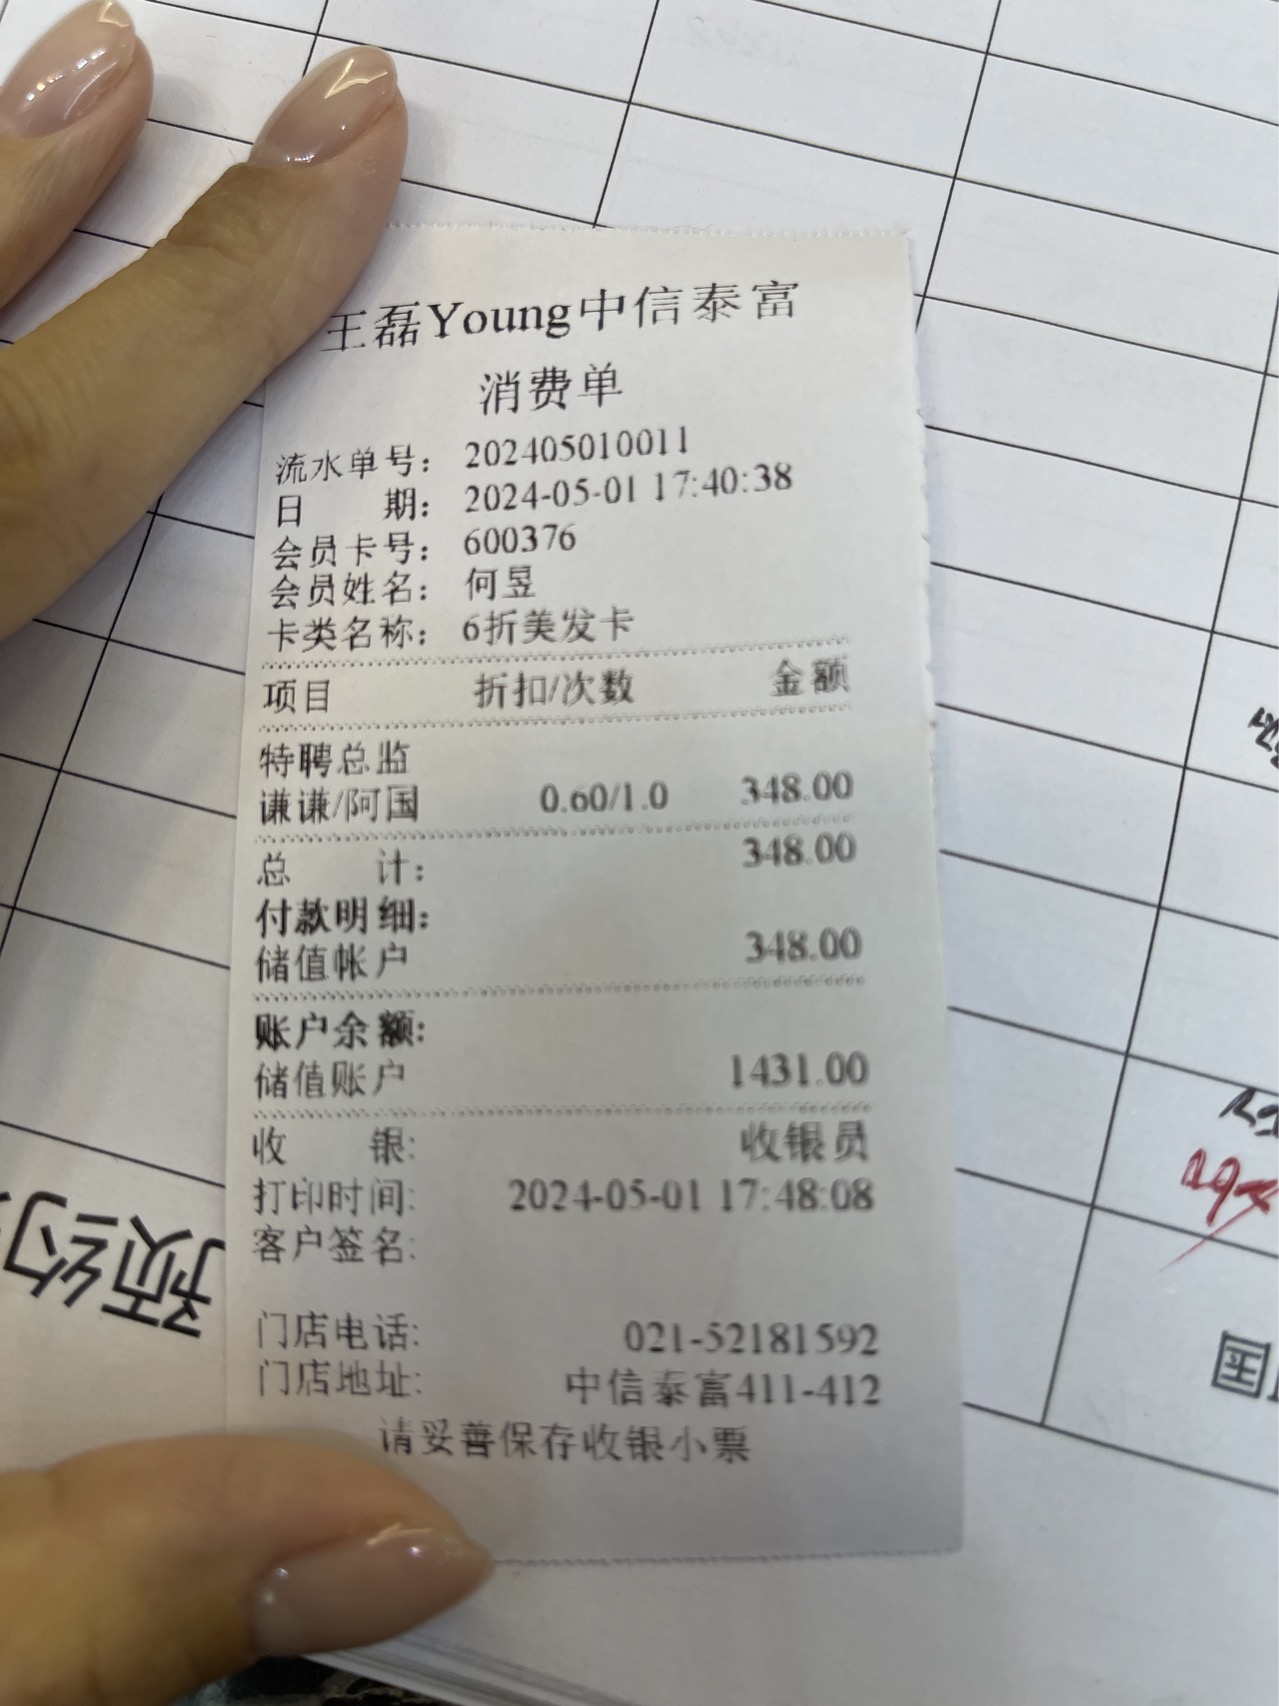 王磊Young中信泰富
消费单
流水单号： 202405010011
日 期： 2024-05-01 17:40:38
会员卡号： 600376
会员姓名： 何昱
卡类名称： 6折美发卡
项目 折扣/次数 金额
特聘总监
谦谦/阿国 0.60/1.0 348.00
总 计： 348.00
付款明细:
储值帐户 348.00
账户余额:
储值账户 1431.00
收 银: 收银员
打印时间: 2024-05-01 17:48:08
客户签名:
门店电话: 021-52181592
门店地址: 中信泰富411-412
请妥善保存收银小票
预约
国